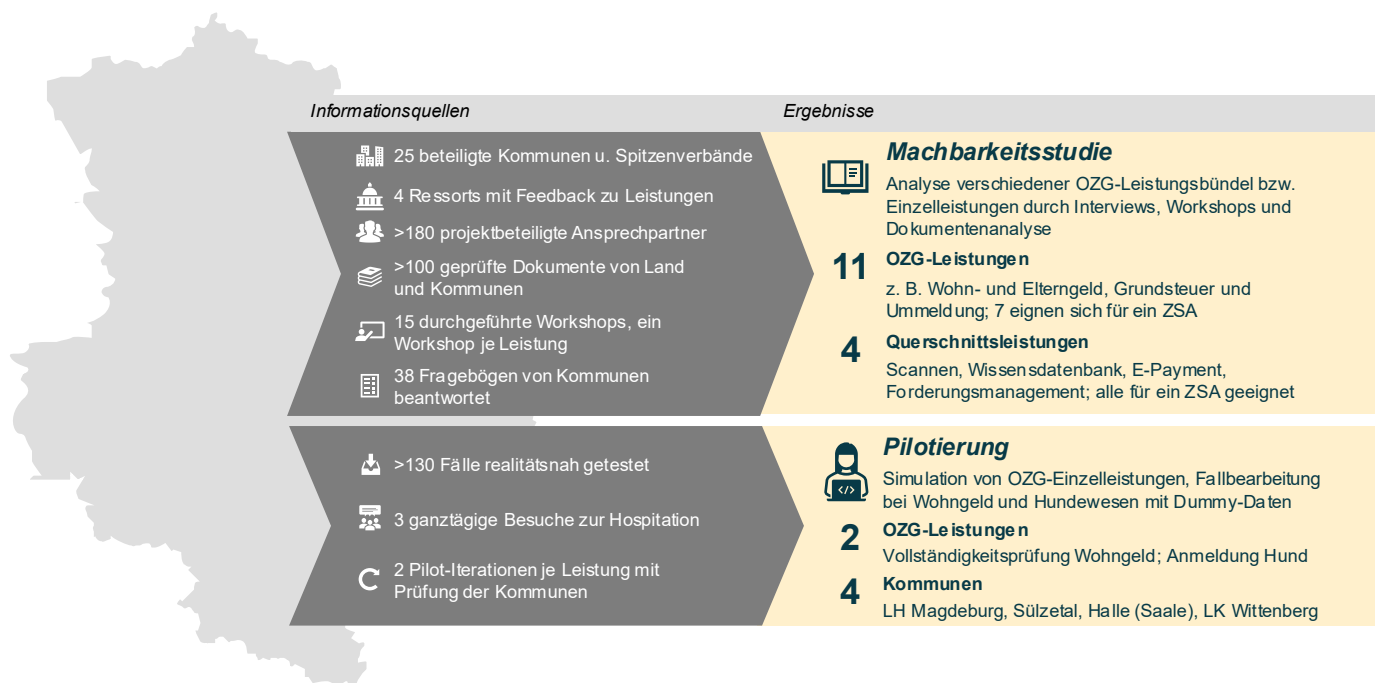 Informationsquellen
Ergebnisse
25 beteiligte Kommunen u. Spitzenverbände
4 Ressorts mit Feedback zu Leistungen
>180 projektbeteiligte Ansprechpartner
>100 geprüfte Dokumente von Land
und Kommunen
15 durchgeführte Workshops, ein
Workshop je Leistung
38 Fragebögen von Kommunen
beantwortet
Machbarkeitsstudie
Analyse verschiedener OZG-Leistungsbündel bzw.
Einzelleistungen durch Interviews, Workshops und
Dokumentenanalyse
11
OZG-Leistungen
z. B. Wohn- und Elterngeld, Grundsteuer und
Ummeldung; 7 eignen sich für ein ZSA
4
Querschnittsleistungen
Scannen, Wissensdatenbank, E-Payment,
Forderungsmanagement; alle für ein ZSA geeignet
>130 Fälle realitätsnah getestet
3 ganztägige Besuche zur Hospitation
2 Pilot-Iterationen je Leistung mit
Prüfung der Kommunen
Pilotierung
Simulation von OZG-Einzelleistungen, Fallbearbeitung
bei Wohngeld und Hundewesen mit Dummy-Daten
2
OZG-Leistungen
Vollständigkeitsprüfung Wohngeld; Anmeldung Hund
4
Kommunen
LH Magdeburg, Sülzetal, Halle (Saale), LK Wittenberg